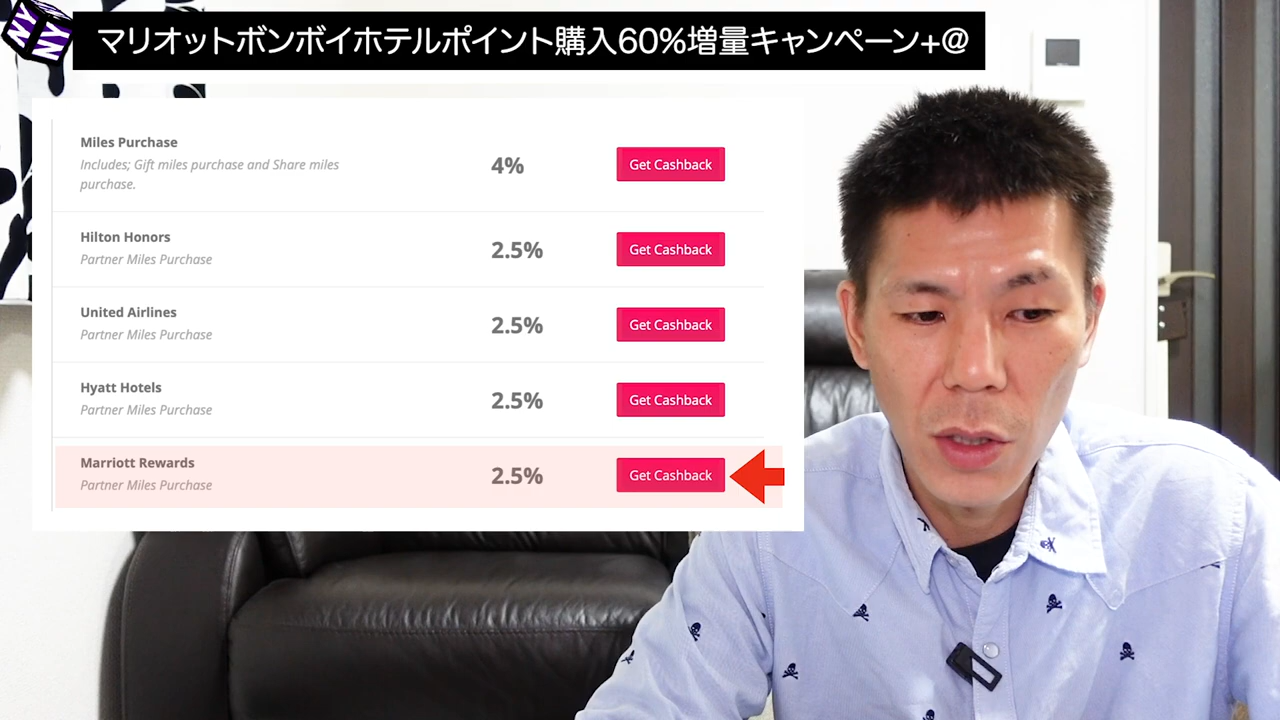 NY
NY
マリオットボンボイホテルポイント購入60%増量キャンペーン+@
Miles Purchase
Includes; Gift miles purchase and Share miles
purchase.
4%
Get Cashback
Hilton Honors
Partner Miles Purchase
2.5%
Get Cashback
United Airlines
Partner Miles Purchase
2.5%
Get Cashback
Hyatt Hotels
Partner Miles Purchase
2.5%
Get Cashback
Marriott Rewards
Partner Miles Purchase
2.5%
Get Cashback